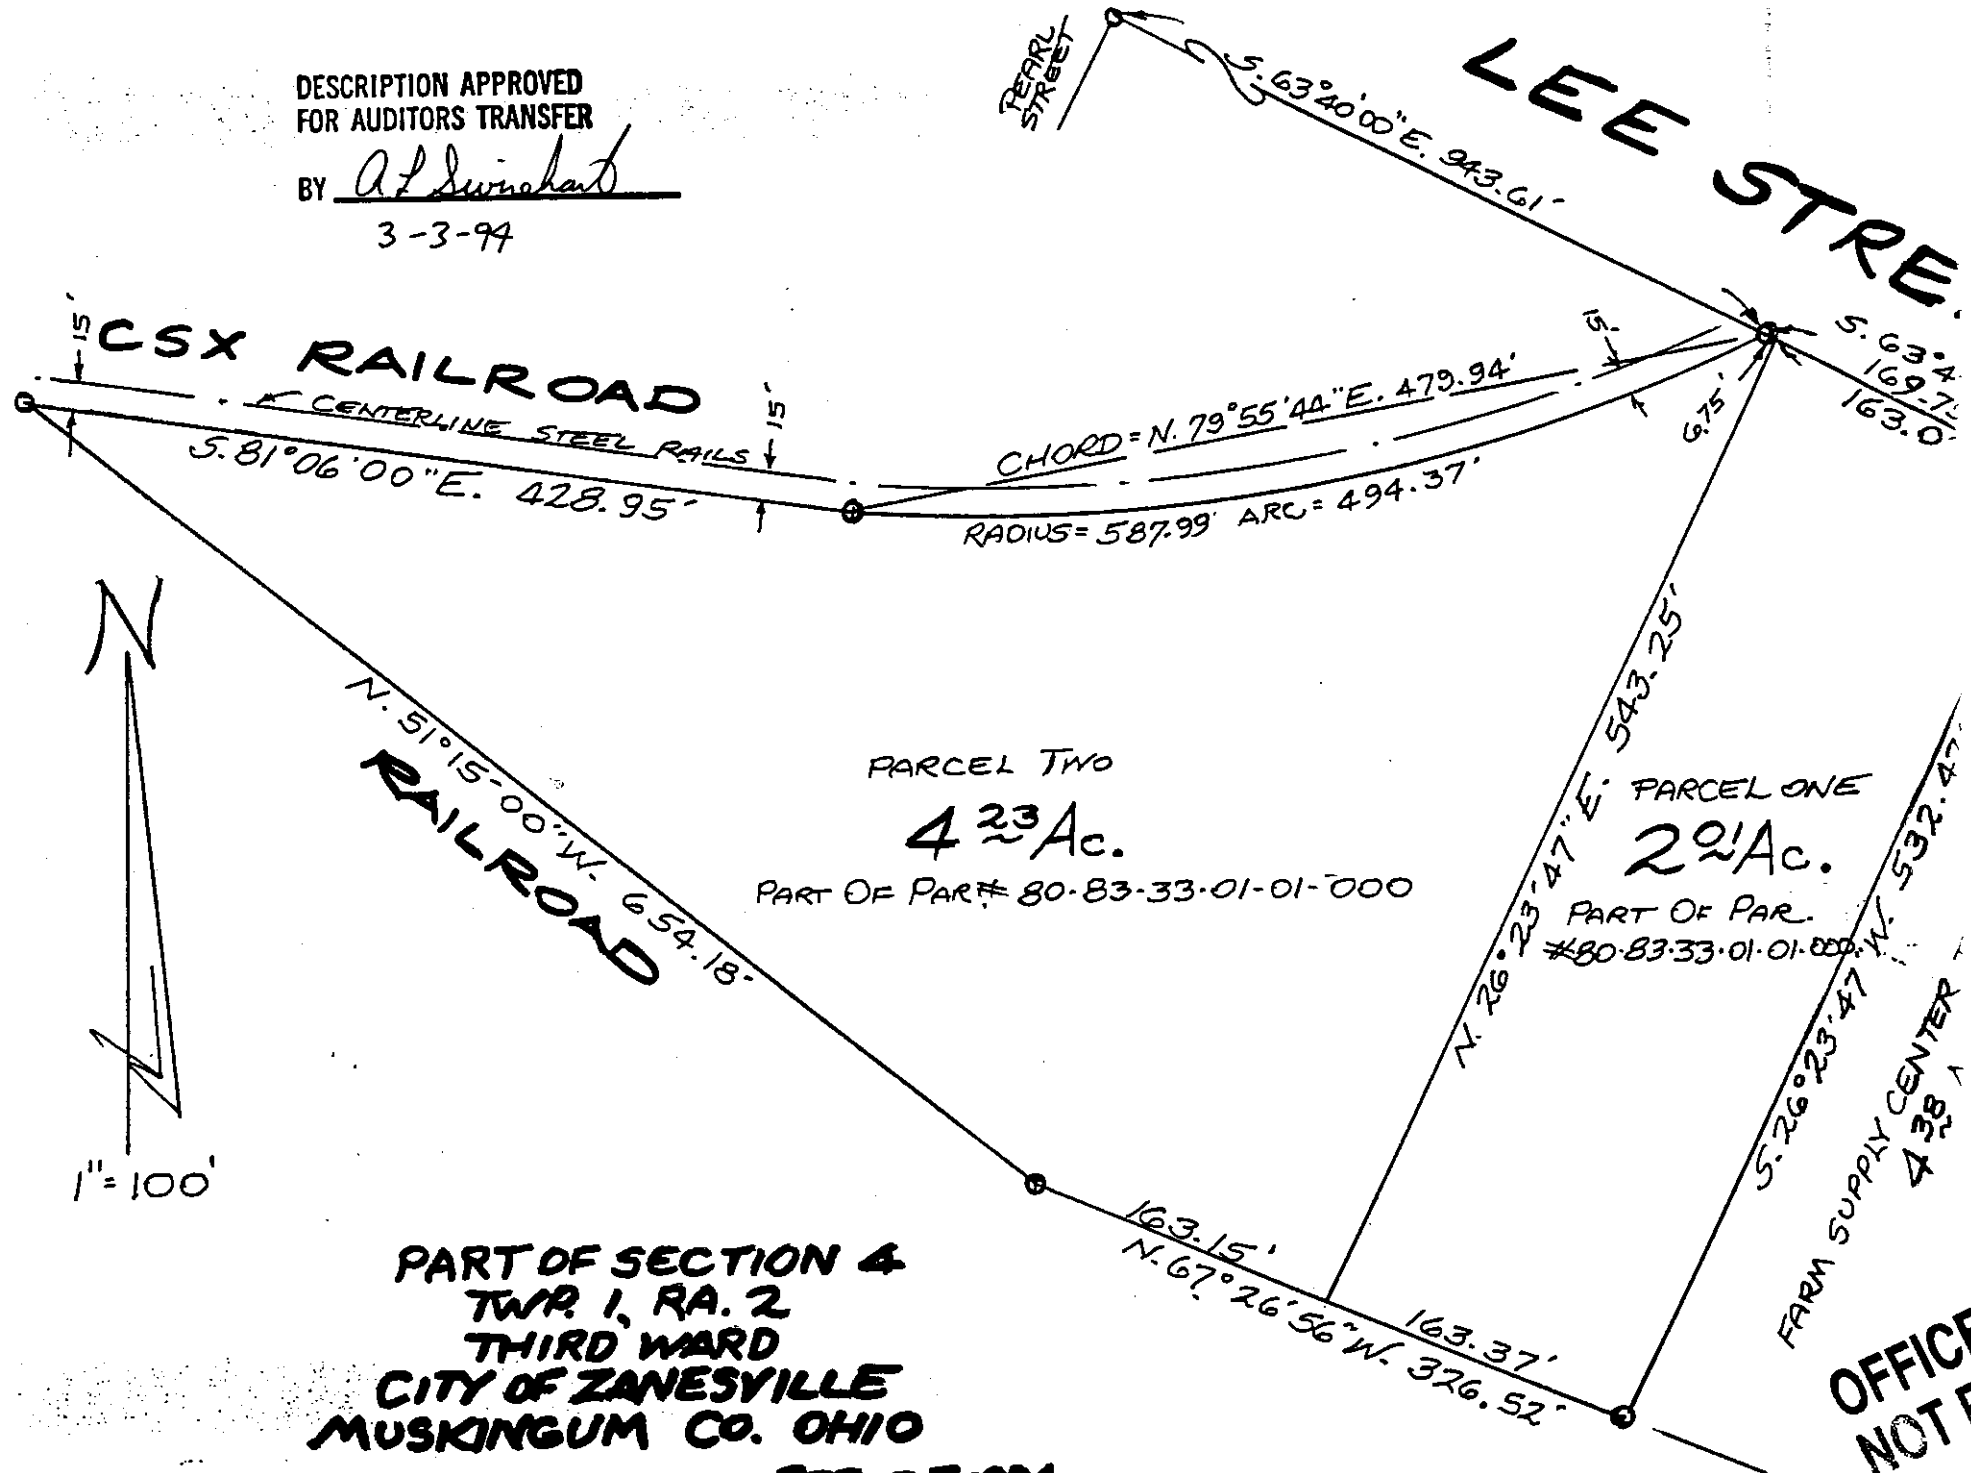 DESCRIPTION APPROVED
FOR AUDITORS TRANSFER
BY A L Swinehart
3-3-94
PEARL
STREET
S. 63°40'00" E. 943.61'
LEE STRE
CSX RAILROAD
15'
15'
15'
CENTERLINE STEEL RAILS
S. 81°06'00" E. 428.95'
CHORD = N. 79°55'44" E. 479.94'
RADIUS = 587.99' ARC = 494.37'
6.75'
S. 63°4
169.7
163.0
N
1" = 100'
N. 51°15'00" W. 654.18'
RAILROAD
PARCEL TWO
4 23 Ac.
PART OF PAR # 80-83-33-01-01-000
N. 26°23'47" E. 543.25'
PARCEL ONE
2 01 Ac.
PART OF PAR.
#80-83-33-01-01-000
S. 26°23'47" W. 532.47'
FARM SUPPLY CENTER
4 38
163.15'
163.37'
N. 67°26'56" W. 326.52'
PART OF SECTION 4
TWP. 1, RA. 2
THIRD WARD
CITY OF ZANESVILLE
MUSKINGUM CO. OHIO
OFFICE
NOT